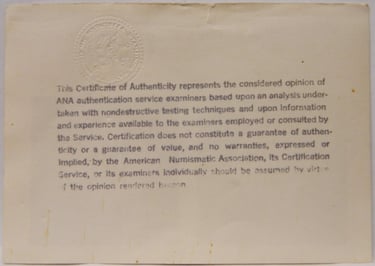 This Certificate of Authenticity represents the considered opinion of
ANA authentication service examiners based upon an analysis under-
taken with nondestructive testing techniques and upon information
and experience available to the examiners employed or consulted by
the Service. Certification does not constitute a guarantee of authen-
ticity or a guarantee of value, and no warranties, expressed or
implied, by the American Numismatic Association, its Certification
Service, or its examiners individually should be assumed by virtue
of the opinion rendered hereon.